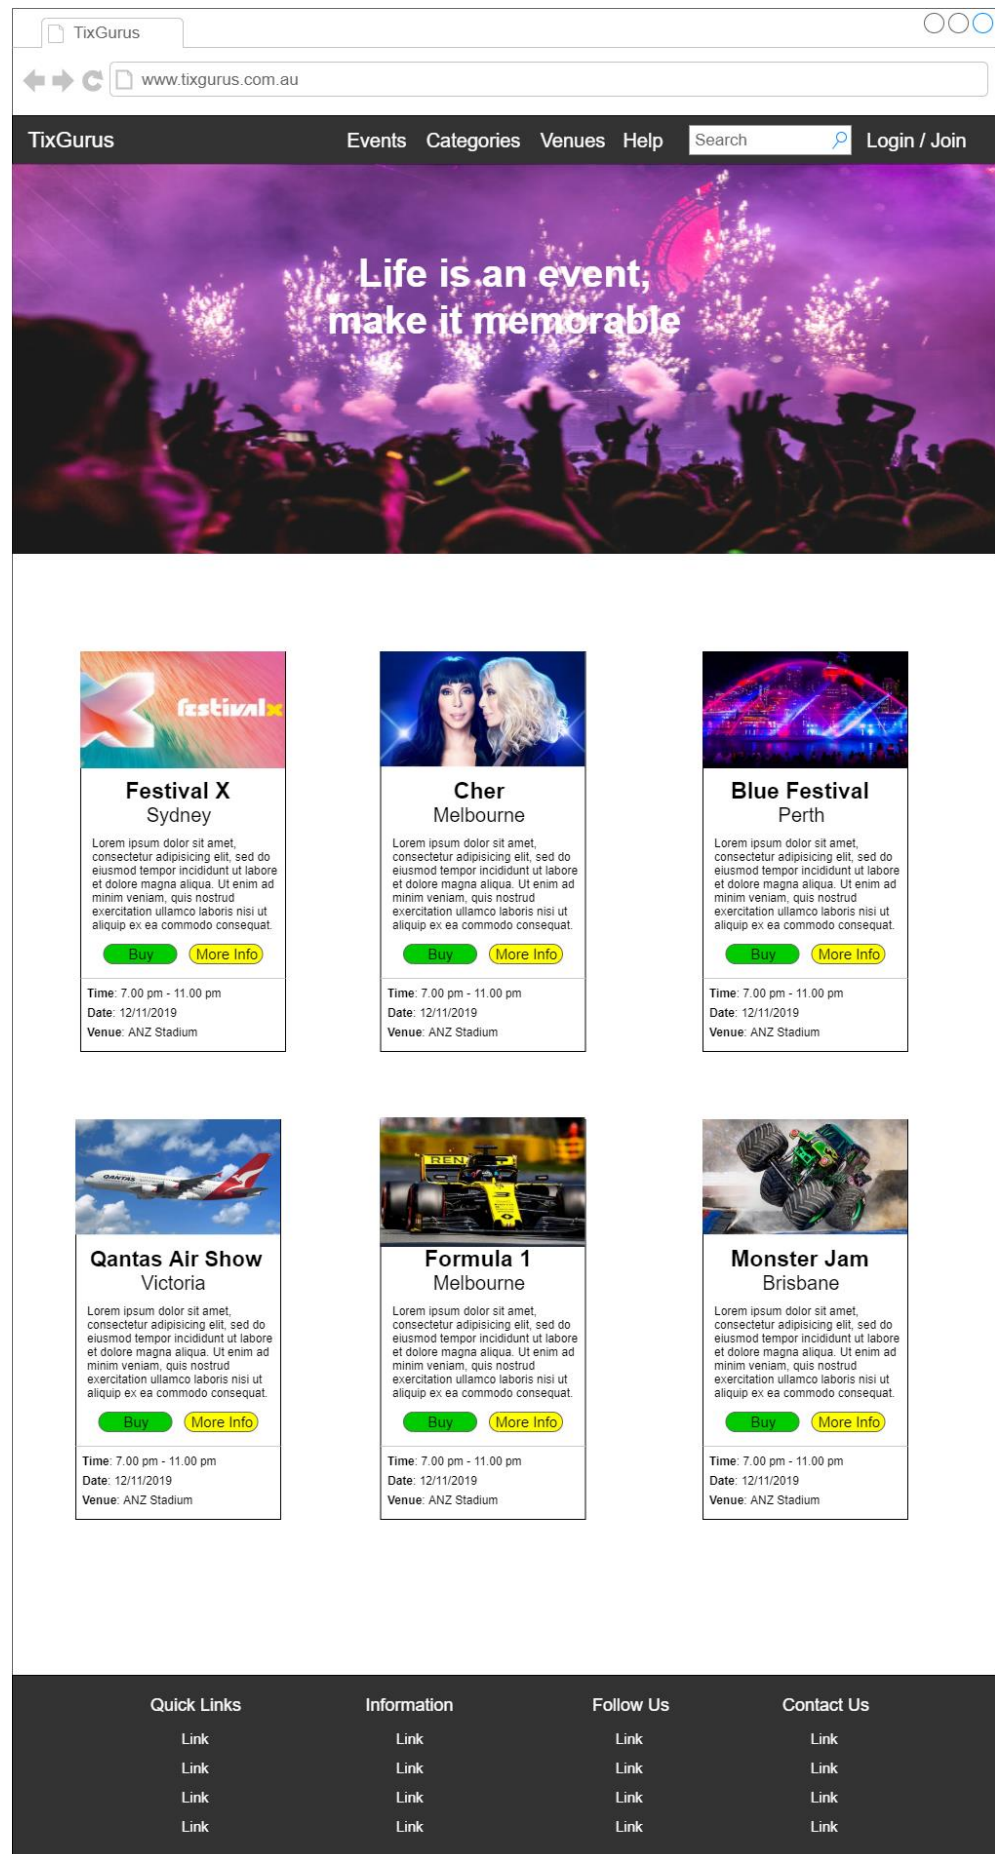 TixGurus
www.tixgurus.com.au
TixGurus Events Categories Venues Help Search Login / Join
Life is an event,
make it memorable
festivalx
Festival X
Sydney
Lorem ipsum dolor sit amet,
consectetur adipisicing elit, sed do
eiusmod tempor incididunt ut labore
et dolore magna aliqua. Ut enim ad
minim veniam, quis nostrud
exercitation ullamco laboris nisi ut
aliquip ex ea commodo consequat.
Buy More Info
Time: 7.00 pm - 11.00 pm
Date: 12/11/2019
Venue: ANZ Stadium
Cher
Melbourne
Lorem ipsum dolor sit amet,
consectetur adipisicing elit, sed do
eiusmod tempor incididunt ut labore
et dolore magna aliqua. Ut enim ad
minim veniam, quis nostrud
exercitation ullamco laboris nisi ut
aliquip ex ea commodo consequat.
Buy More Info
Time: 7.00 pm - 11.00 pm
Date: 12/11/2019
Venue: ANZ Stadium
Blue Festival
Perth
Lorem ipsum dolor sit amet,
consectetur adipisicing elit, sed do
eiusmod tempor incididunt ut labore
et dolore magna aliqua. Ut enim ad
minim veniam, quis nostrud
exercitation ullamco laboris nisi ut
aliquip ex ea commodo consequat.
Buy More Info
Time: 7.00 pm - 11.00 pm
Date: 12/11/2019
Venue: ANZ Stadium
QANTAS
Qantas Air Show
Victoria
Lorem ipsum dolor sit amet,
consectetur adipisicing elit, sed do
eiusmod tempor incididunt ut labore
et dolore magna aliqua. Ut enim ad
minim veniam, quis nostrud
exercitation ullamco laboris nisi ut
aliquip ex ea commodo consequat.
Buy More Info
Time: 7.00 pm - 11.00 pm
Date: 12/11/2019
Venue: ANZ Stadium
REN
3
Formula 1
Melbourne
Lorem ipsum dolor sit amet,
consectetur adipisicing elit, sed do
eiusmod tempor incididunt ut labore
et dolore magna aliqua. Ut enim ad
minim veniam, quis nostrud
exercitation ullamco laboris nisi ut
aliquip ex ea commodo consequat.
Buy More Info
Time: 7.00 pm - 11.00 pm
Date: 12/11/2019
Venue: ANZ Stadium
Monster Jam
Brisbane
Lorem ipsum dolor sit amet,
consectetur adipisicing elit, sed do
eiusmod tempor incididunt ut labore
et dolore magna aliqua. Ut enim ad
minim veniam, quis nostrud
exercitation ullamco laboris nisi ut
aliquip ex ea commodo consequat.
Buy More Info
Time: 7.00 pm - 11.00 pm
Date: 12/11/2019
Venue: ANZ Stadium
Quick Links
Link
Link
Link
Link
Information
Link
Link
Link
Link
Follow Us
Link
Link
Link
Link
Contact Us
Link
Link
Link
Link